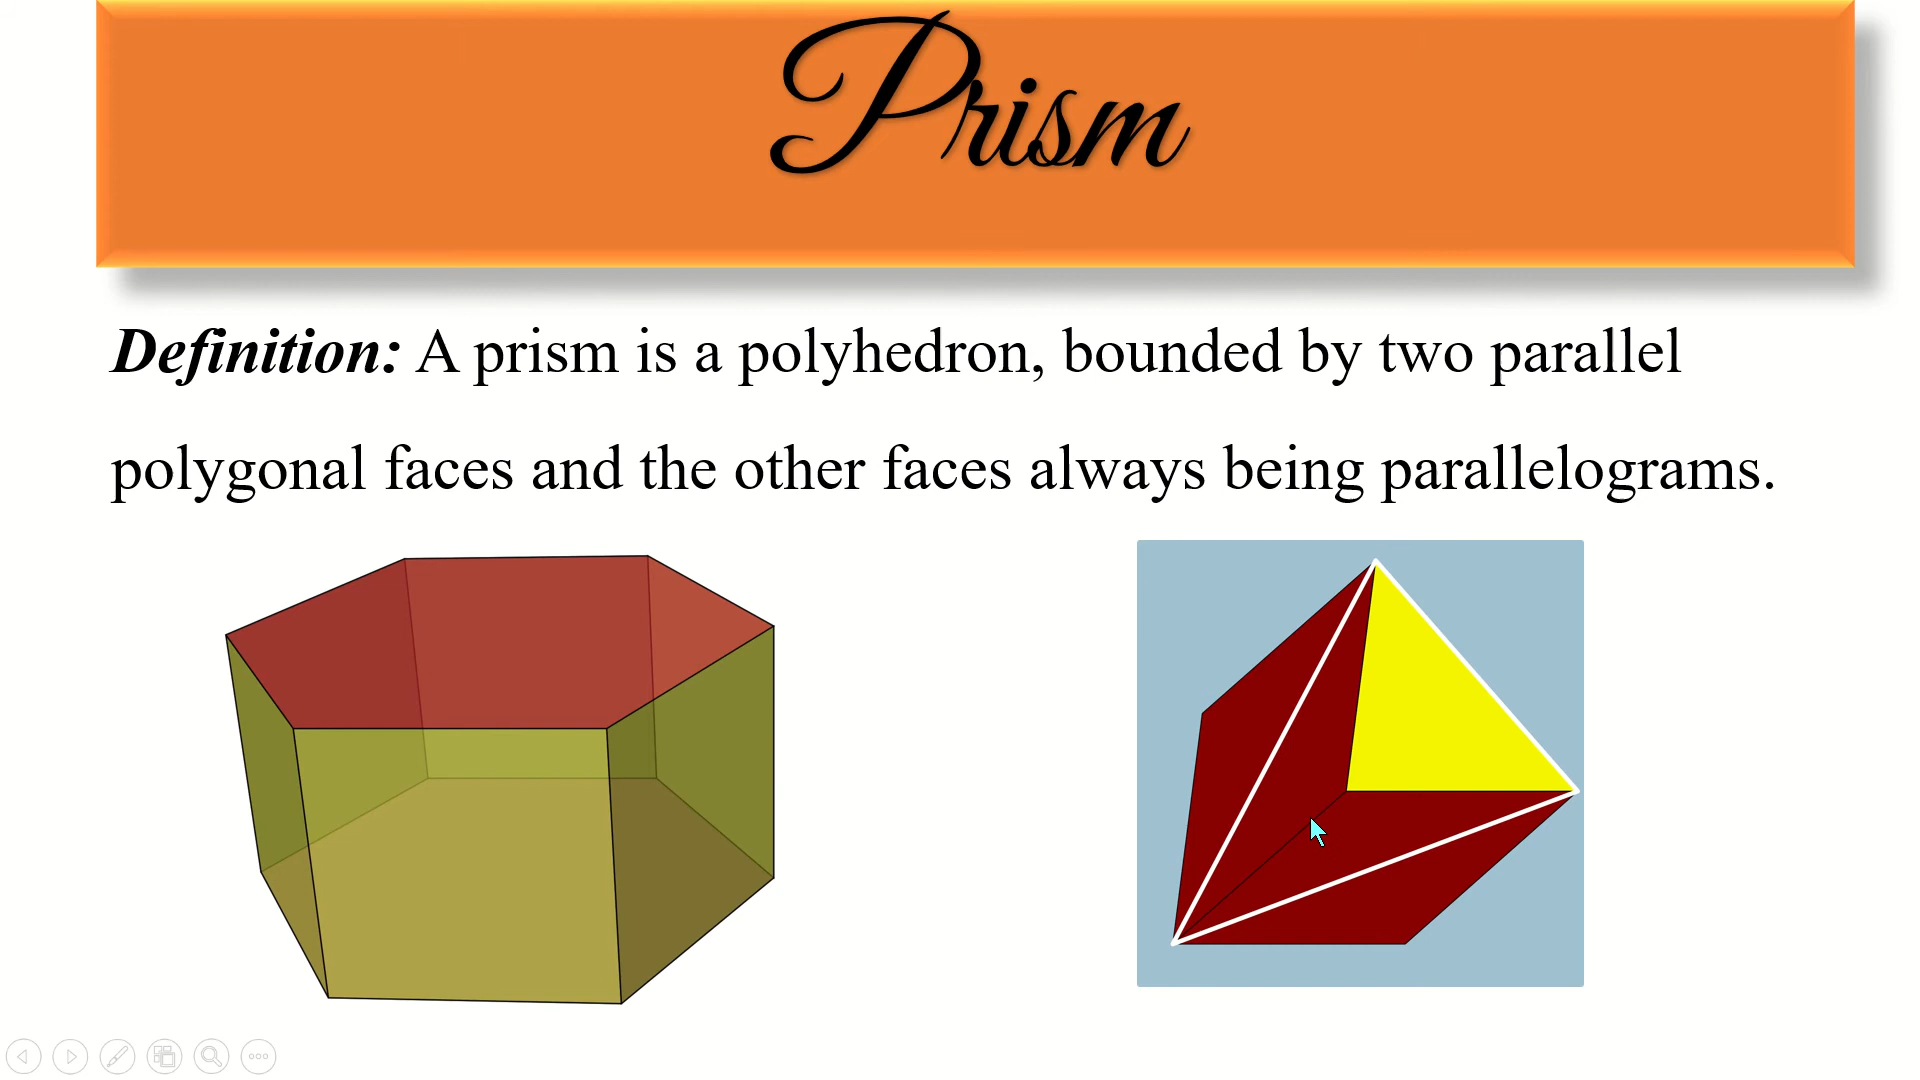 Prism
Definition: A prism is a polyhedron, bounded by two parallel
polygonal faces and the other faces always being parallelograms.